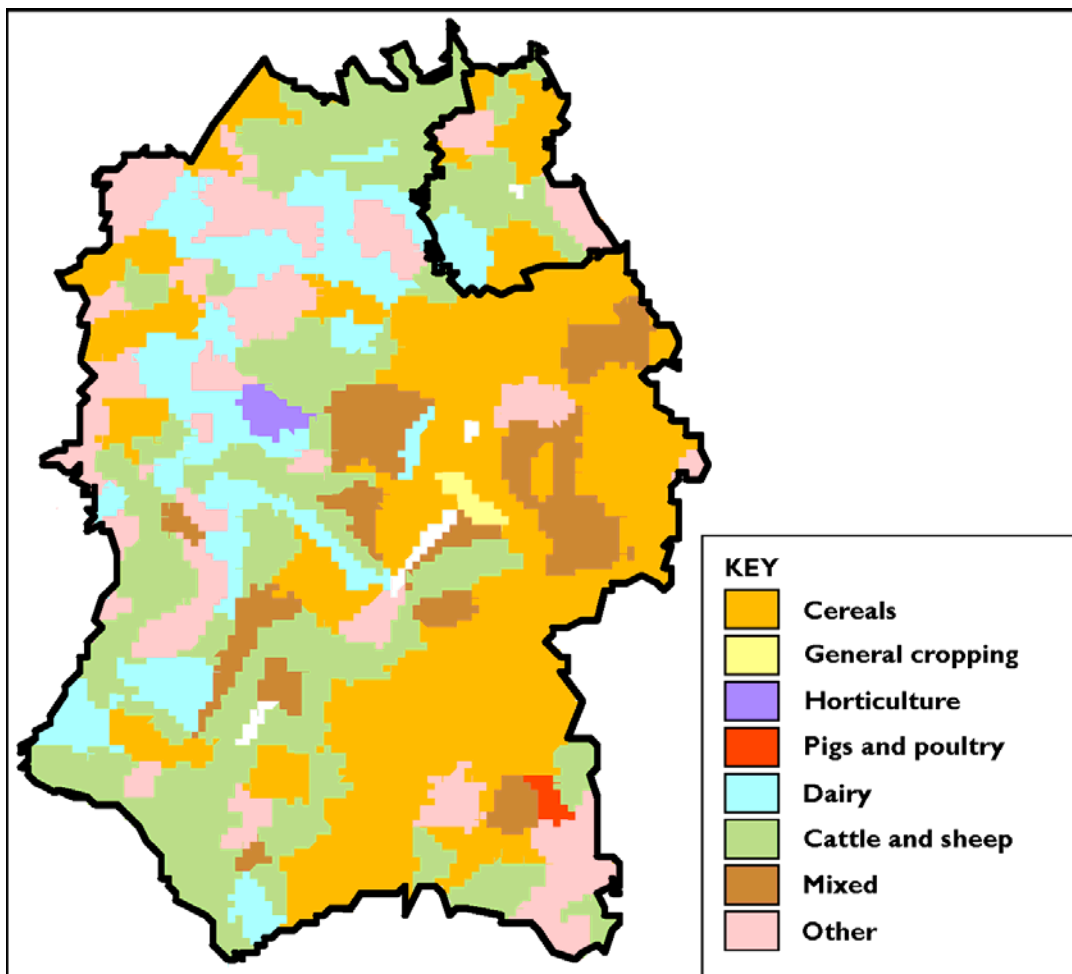 KEY
Cereals
General cropping
Horticulture
Pigs and poultry
Dairy
Cattle and sheep
Mixed
Other